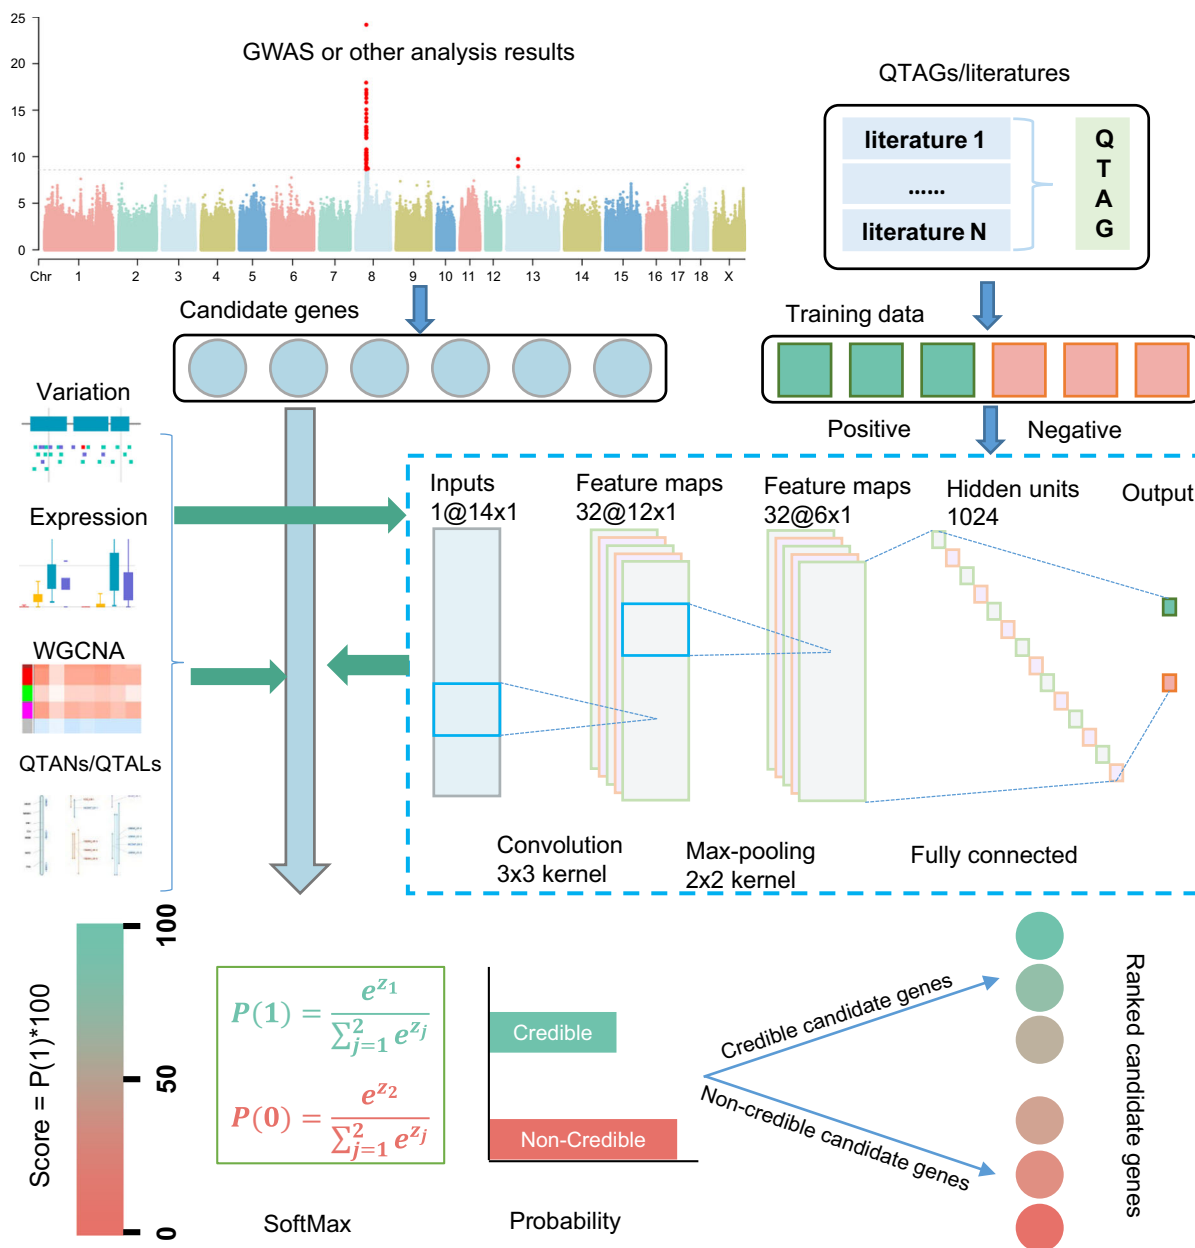 GWAS or other analysis results
25
20
15
10
5
0
Chr 1 2 3 4 5 6 7 8 9 10 11 12 13 14 15 16 17 18 X
QTAGs/literatures
literature 1
......
literature N
Q
T
A
G
Candidate genes
Training data
Positive
Negative
Variation
Expression
WGCNA
QTANs/QTALs
Inputs
1@14x1
Feature maps
32@12x1
Feature maps
32@6x1
Hidden units
1024
Output
Convolution
3x3 kernel
Max-pooling
2x2 kernel
Fully connected
Score = P(1)*100
100
50
0
P(1) = e^{z_1} / ∑_{j=1}^{2} e^{z_j}
P(0) = e^{z_2} / ∑_{j=1}^{2} e^{z_j}
SoftMax
Credible
Non-Credible
Probability
Credible candidate genes
Non-credible candidate genes
Ranked candidate genes